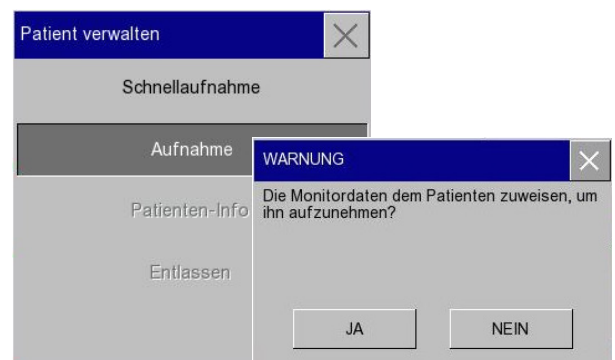 Patient verwalten
Schnellaufnahme
Aufnahme
Patienten-Info
Entlassen
WARNUNG
Die Monitordaten dem Patienten zuweisen, um
ihn aufzunehmen?
JA
NEIN